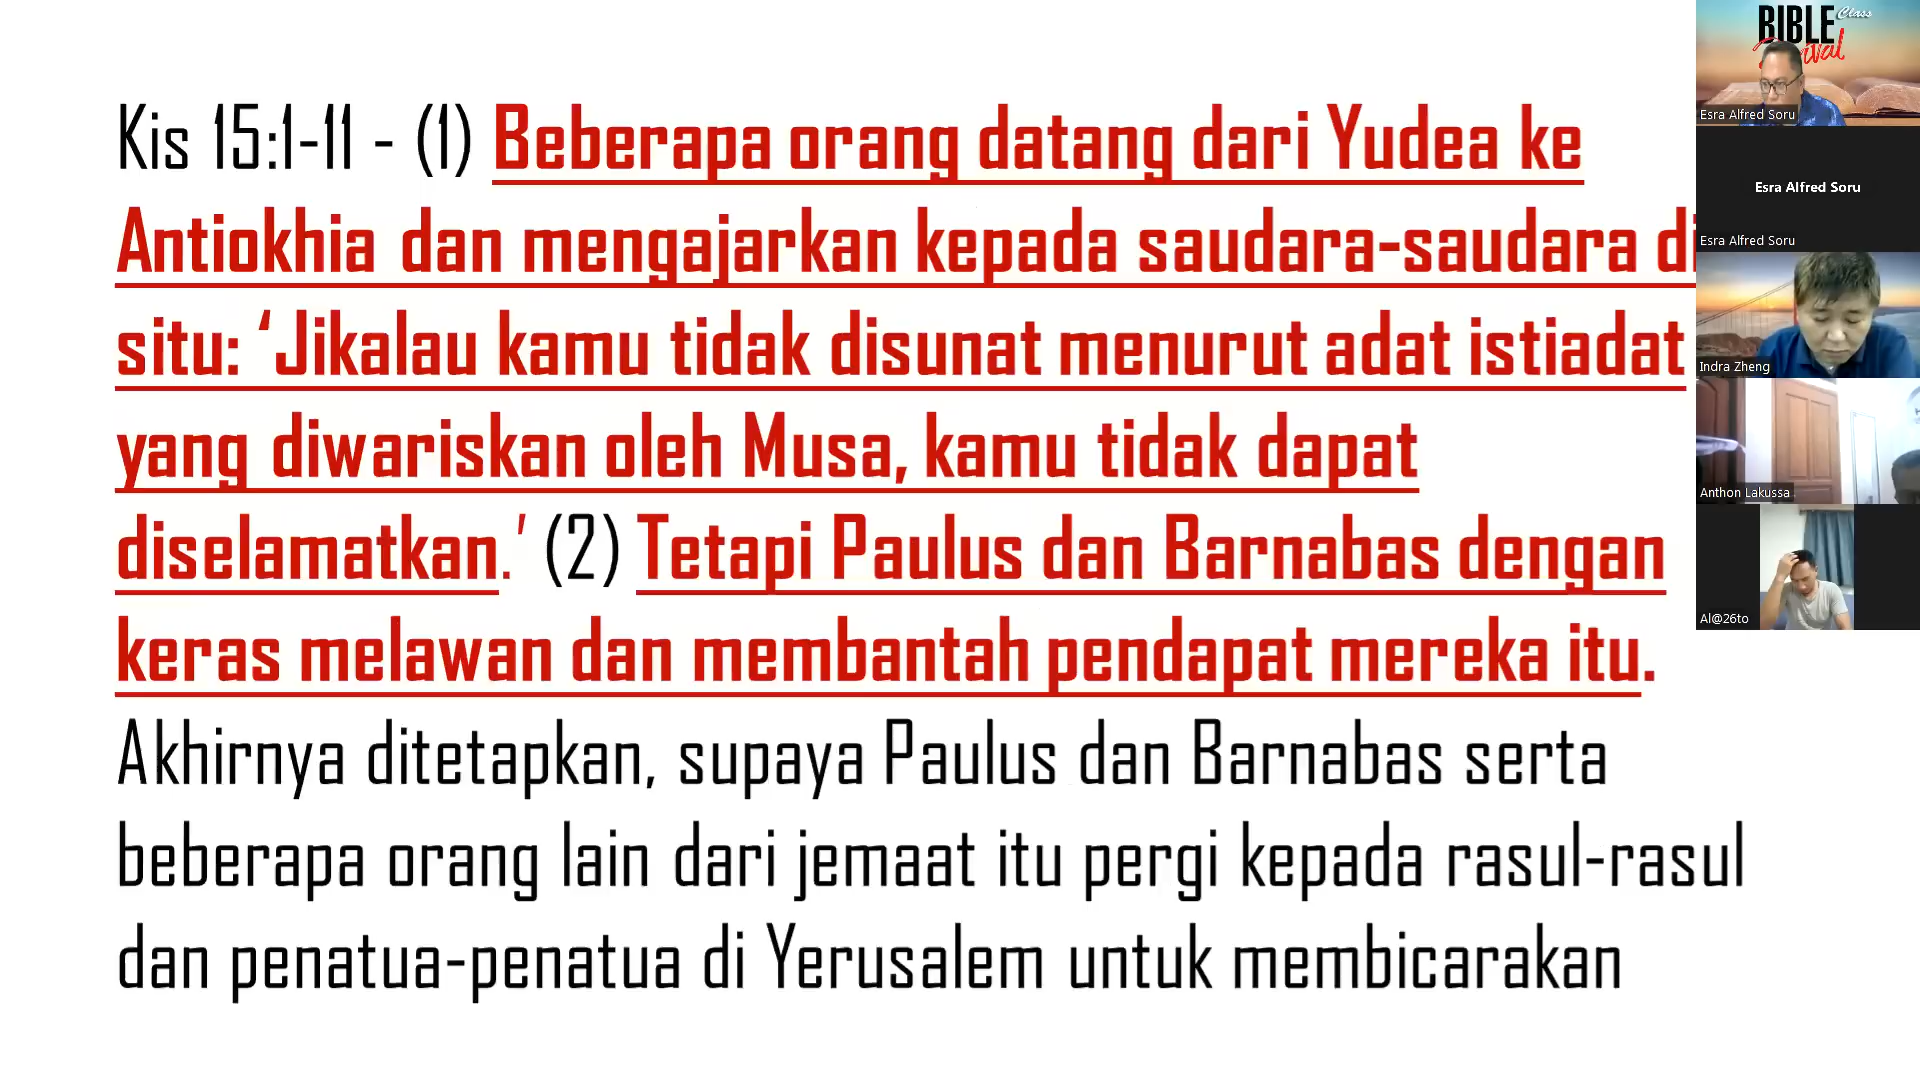 Kis 15:1-11 - (1) Beberapa orang datang dari Yudea ke
Antiokhia dan mengajarkan kepada saudara-saudara di
situ: ‘Jikalau kamu tidak disunat menurut adat istiadat
yang diwariskan oleh Musa, kamu tidak dapat
diselamatkan.’ (2) Tetapi Paulus dan Barnabas dengan
keras melawan dan membantah pendapat mereka itu.
Akhirnya ditetapkan, supaya Paulus dan Barnabas serta
beberapa orang lain dari jemaat itu pergi kepada rasul-rasul
dan penatua-penatua di Yerusalem untuk membicarakan
BIBLE Class
Esra Alfred Soru
Esra Alfred Soru
Esra Alfred Soru
Indra Zheng
Anthon Lakussa
Al@26to